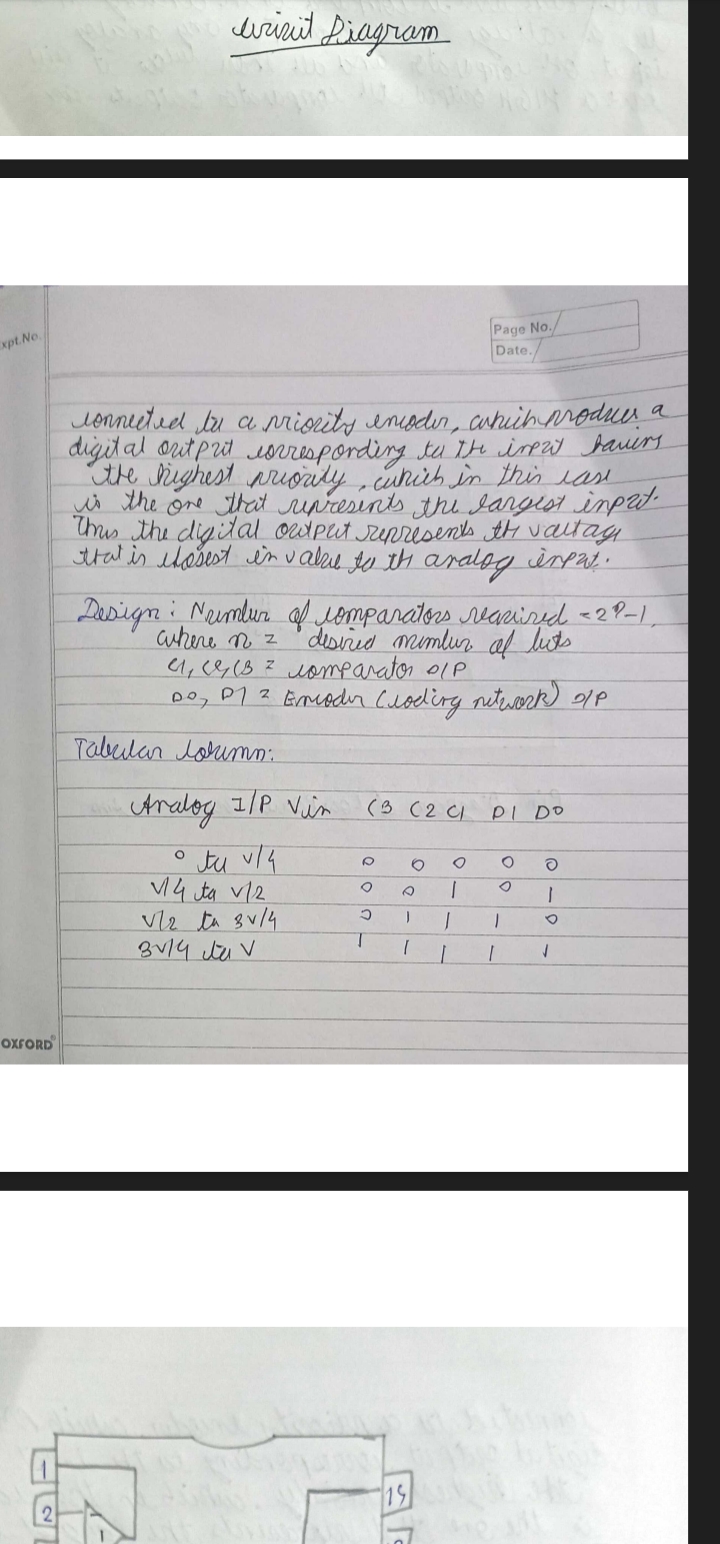 Circuit Diagram
Expt.No.
Page No.
Date.
connected to a priority encoder, which produces a
digital output corresponding to the input having
the highest priority, which in this case
is the one that represents the largest input.
Thus the digital output represents the voltage
that is closest in value to the analog input.
Design: Number of comparators required = 2^n-1,
where n = desired number of bits
C1, C2, C3 = comparator O/P
D0, D1 = Encoder (coding network) O/P
Tabular column:
Analog I/P Vin C3 C2 C1 D1 D0
0 to V/4 0 0 0 0 0
V/4 to V/2 0 0 1 0 1
V/2 to 3V/4 0 1 1 1 0
3V/4 to V 1 1 1 1 1
OXFORD
1
2